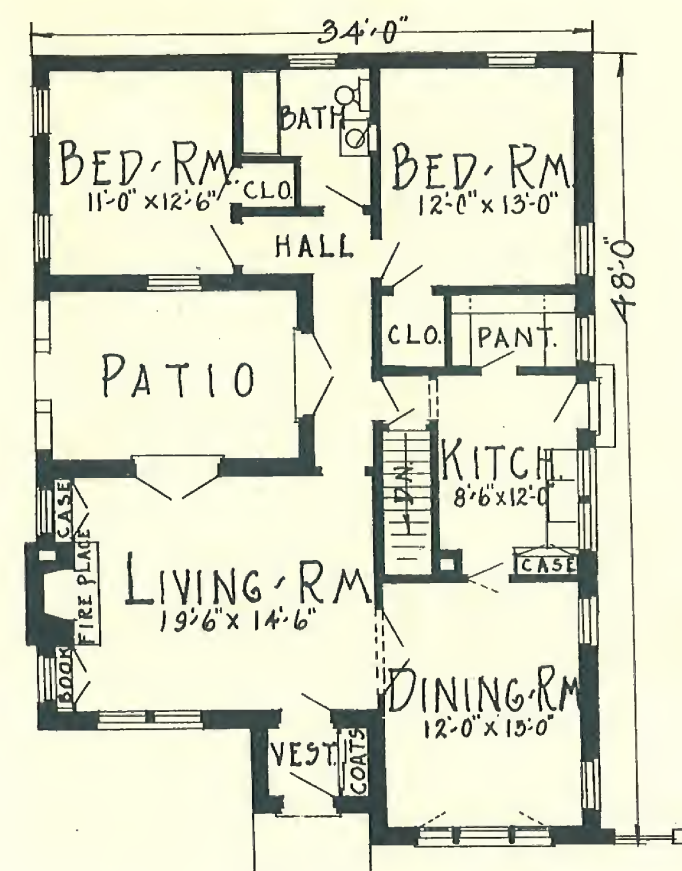 34'-0"
BATH
BED-RM
11'-0" x 12'-6"
CLO.
BED-RM
12'-0" x 13'-0"
HALL
48'-0"
PATIO
CLO.
PANT.
KITCH.
8'-6" x 12'-0"
DN.
CASE
CASE
FIRE PLACE
LIVING-RM
19'-6" x 14'-6"
BOOK
DINING-RM
12'-0" x 15'-0"
VEST.
COATS